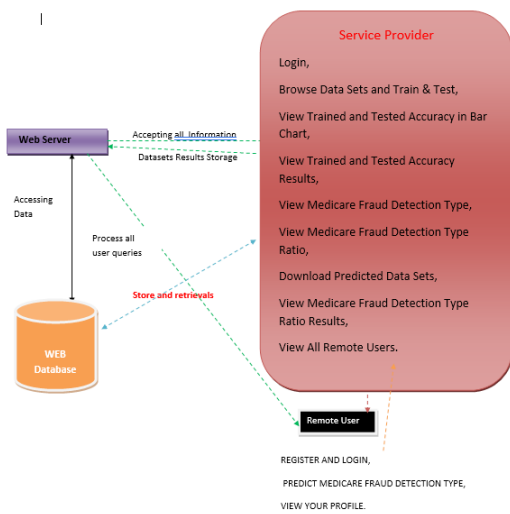 Service Provider
Login,
Browse Data Sets and Train & Test,
View Trained and Tested Accuracy in Bar
Chart,
View Trained and Tested Accuracy
Results,
View Medicare Fraud Detection Type,
View Medicare Fraud Detection Type
Ratio,
Download Predicted Data Sets,
View Medicare Fraud Detection Type
Ratio Results,
View All Remote Users.
Web Server
Accepting all Information
Datasets Results Storage
Accessing
Data
Process all
user queries
Store and retrievals
WEB
Database
Remote User
REGISTER AND LOGIN,
PREDICT MEDICARE FRAUD DETECTION TYPE,
VIEW YOUR PROFILE.